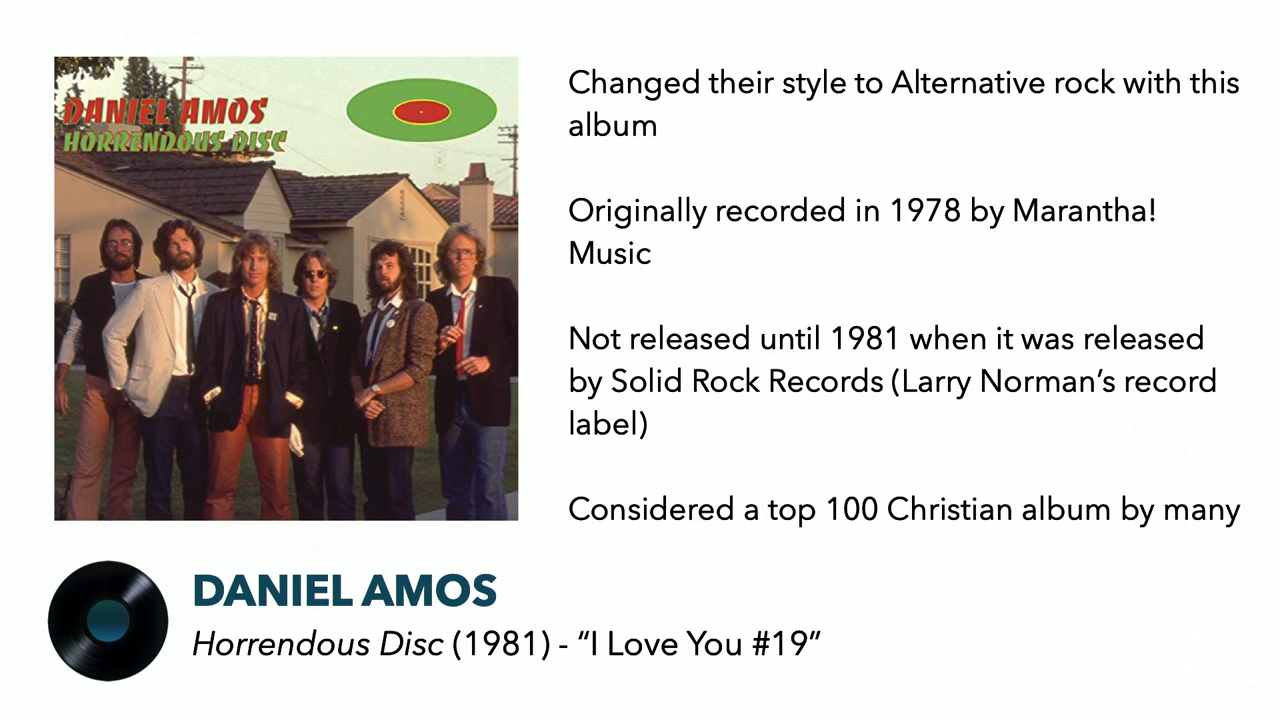 DANIEL AMOS
HORRENDOUS DISC
Changed their style to Alternative rock with this
album
Originally recorded in 1978 by Marantha!
Music
Not released until 1981 when it was released
by Solid Rock Records (Larry Norman’s record
label)
Considered a top 100 Christian album by many
DANIEL AMOS
Horrendous Disc (1981) - “I Love You #19”